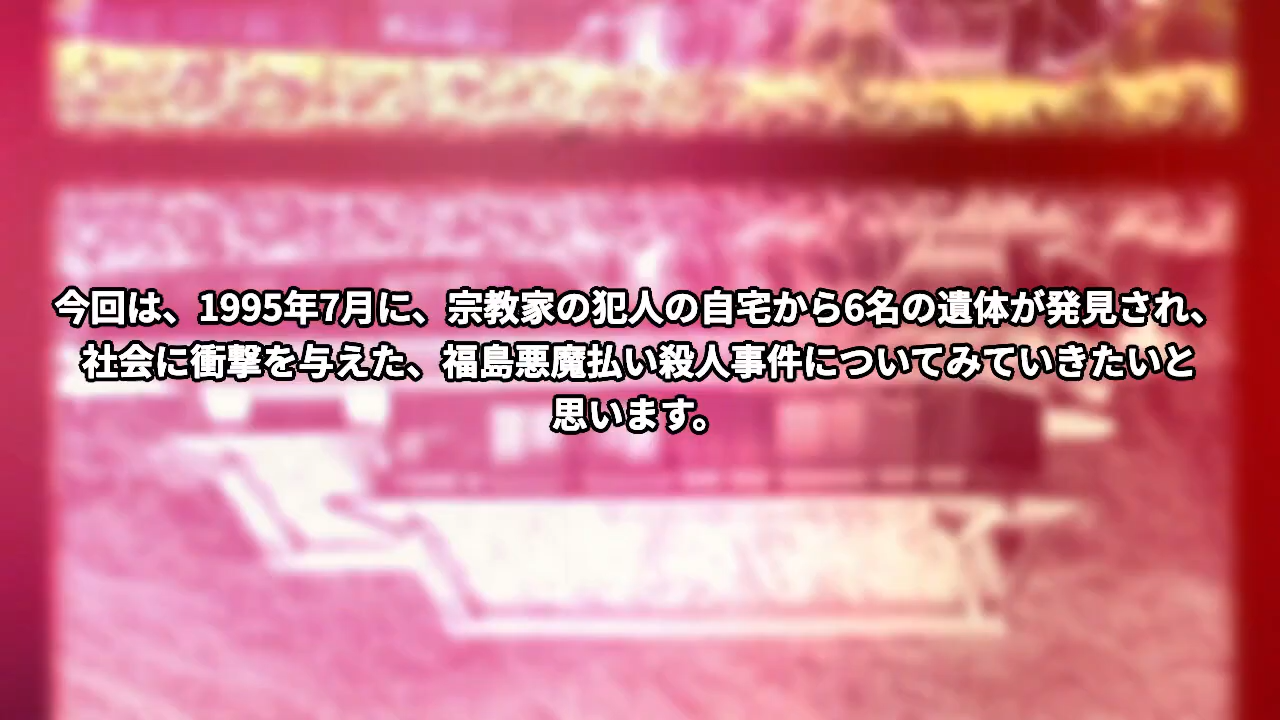 今回は、1995年7月に、宗教家の犯人の自宅から6名の遺体が発見され、
社会に衝撃を与えた、福島悪魔払い殺人事件についてみていきたいと
思います。